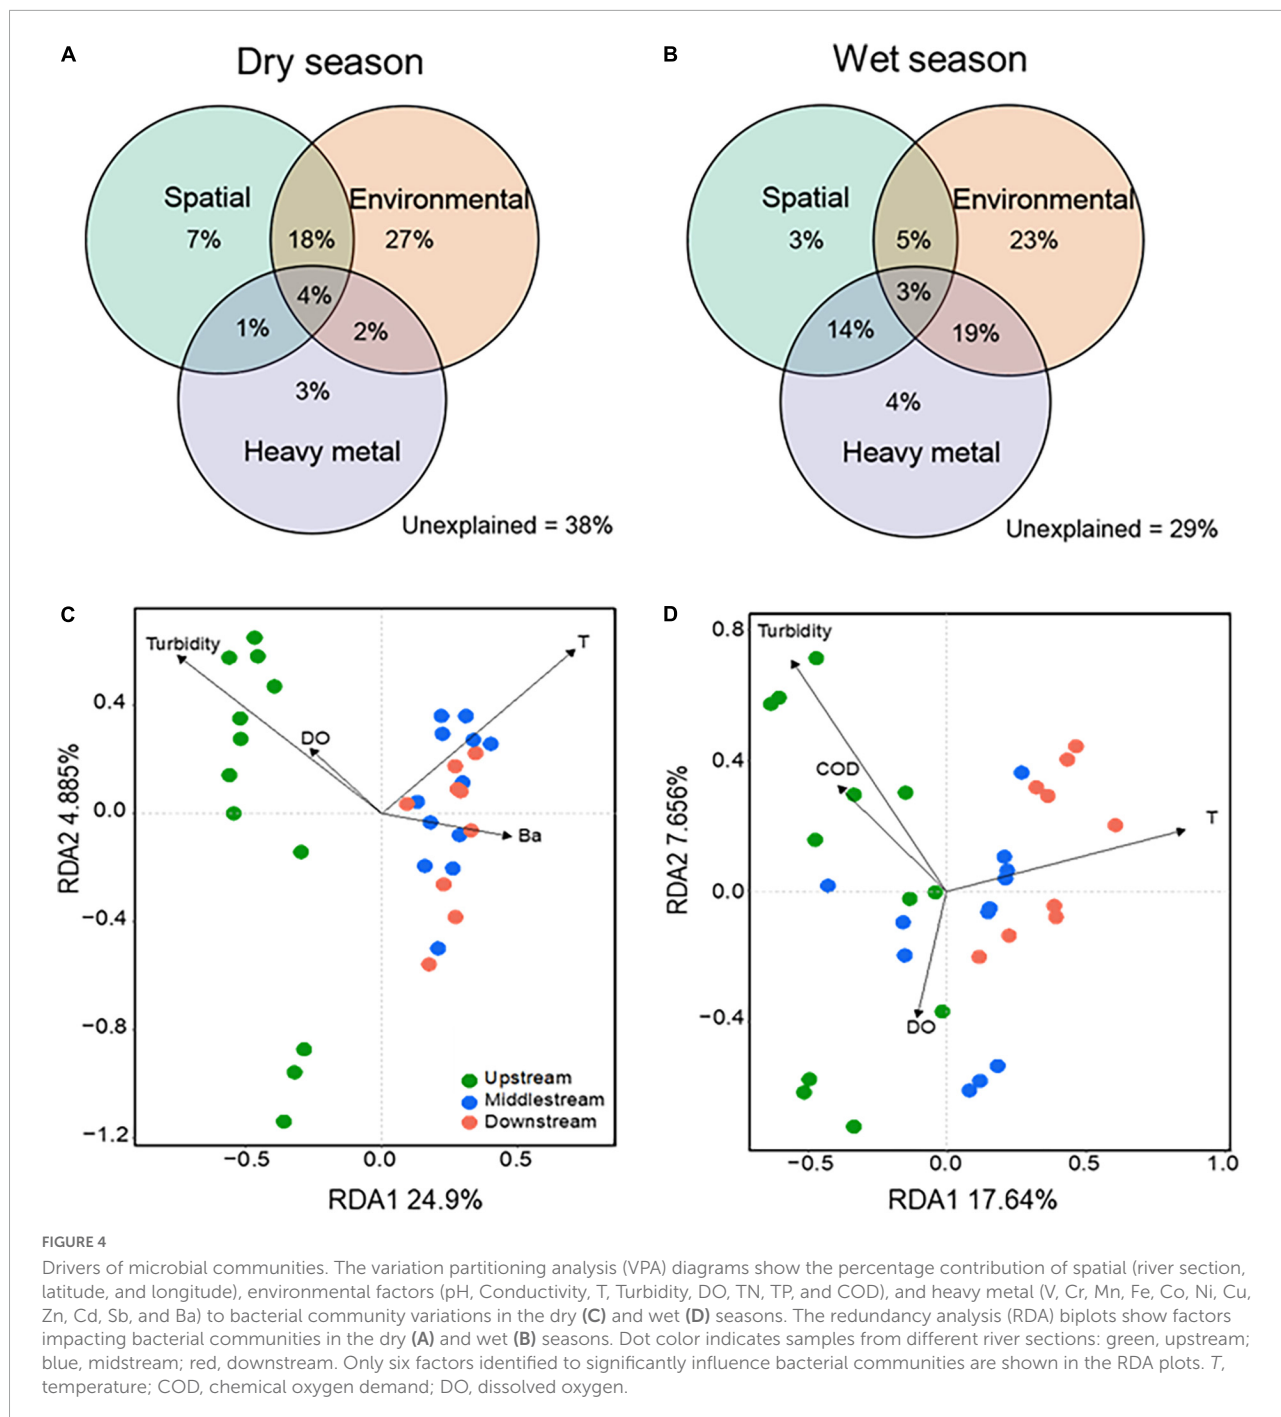 A
Dry season
Spatial
Environmental
7%
18%
27%
4%
1%
2%
3%
Heavy metal
Unexplained = 38%
B
Wet season
Spatial
Environmental
3%
5%
23%
3%
14%
19%
4%
Heavy metal
Unexplained = 29%
C
Turbidity
T
DO
Ba
0.4
0.0
−0.4
−0.8
−1.2
RDA2 4.885%
Upstream
Middlestream
Downstream
−0.5
0.0
0.5
RDA1 24.9%
D
0.8
0.4
0.0
−0.4
RDA2 7.656%
Turbidity
COD
T
DO
−0.5
0.0
0.5
1.0
RDA1 17.64%
FIGURE 4
Drivers of microbial communities. The variation partitioning analysis (VPA) diagrams show the percentage contribution of spatial (river section,
latitude, and longitude), environmental factors (pH, Conductivity, T, Turbidity, DO, TN, TP, and COD), and heavy metal (V, Cr, Mn, Fe, Co, Ni, Cu,
Zn, Cd, Sb, and Ba) to bacterial community variations in the dry (C) and wet (D) seasons. The redundancy analysis (RDA) biplots show factors
impacting bacterial communities in the dry (A) and wet (B) seasons. Dot color indicates samples from different river sections: green, upstream;
blue, midstream; red, downstream. Only six factors identified to significantly influence bacterial communities are shown in the RDA plots. T,
temperature; COD, chemical oxygen demand; DO, dissolved oxygen.